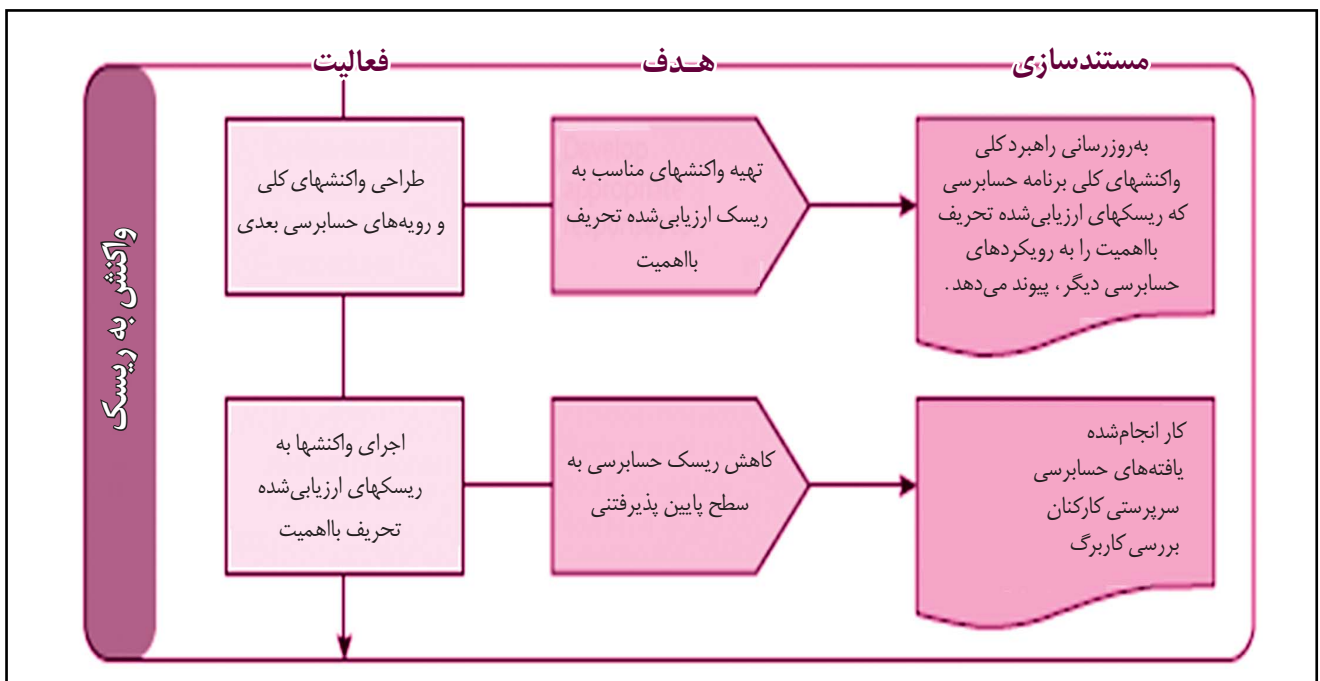 فعالیت
هــدف
مستندسازی
واکنش به ریسک
طراحی واکنشهای کلی
و رویه‌های حسابرسی بعدی
تهیه واکنشهای مناسب به
ریسک ارزیابی‌شده تحریف
بااهمیت
به‌روزرسانی راهبرد کلی
واکنشهای کلی برنامه حسابرسی
که ریسکهای ارزیابی‌شده تحریف
بااهمیت را به رویکردهای
حسابرسی دیگر، پیوند می‌دهد.
اجرای واکنشها به
ریسکهای ارزیابی‌شده
تحریف بااهمیت
کاهش ریسک حسابرسی به
سطح پایین پذیرفتنی
کار انجام‌شده
یافته‌های حسابرسی
سرپرستی کارکنان
بررسی کاربرگ